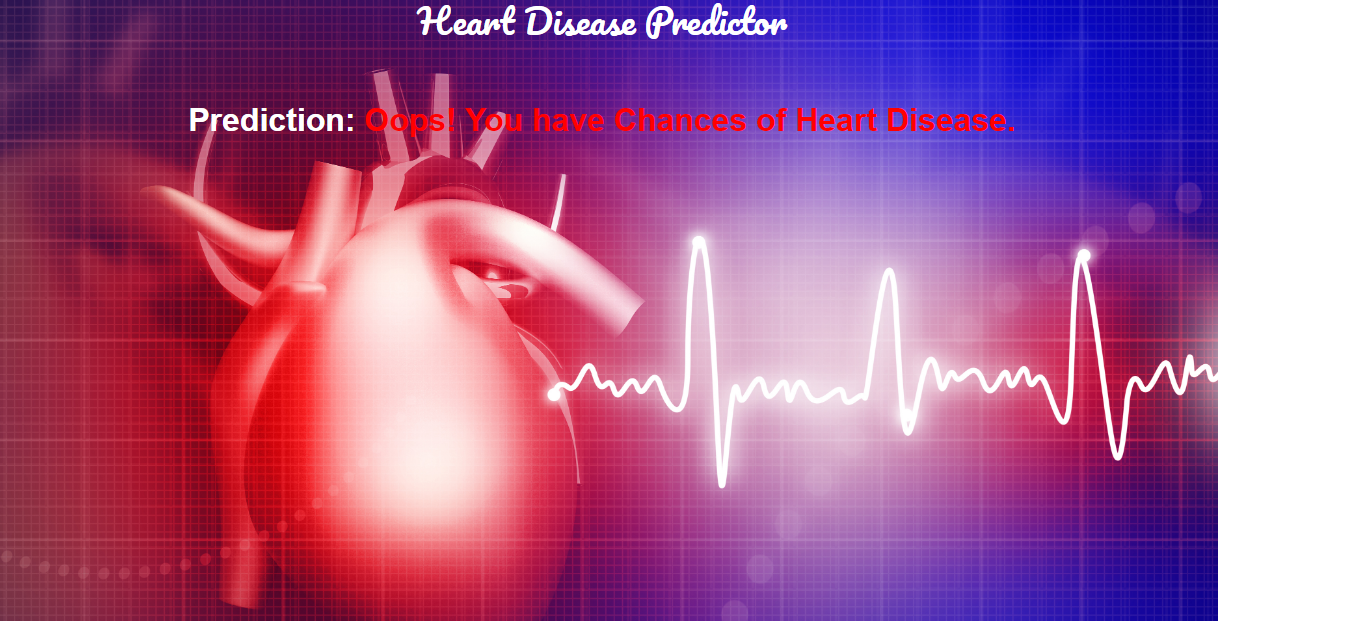 Heart Disease Predictor
Prediction: Oops! You have Chances of Heart Disease.